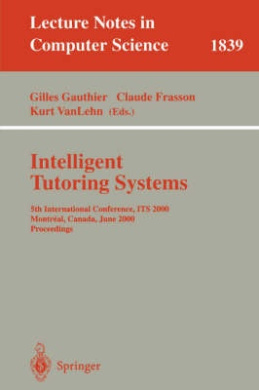 Lecture Notes in
Computer Science 1839
Gilles Gauthier Claude Frasson
Kurt VanLehn (Eds.)
Intelligent
Tutoring Systems
5th International Conference, ITS 2000
Montréal, Canada, June 2000
Proceedings
Springer